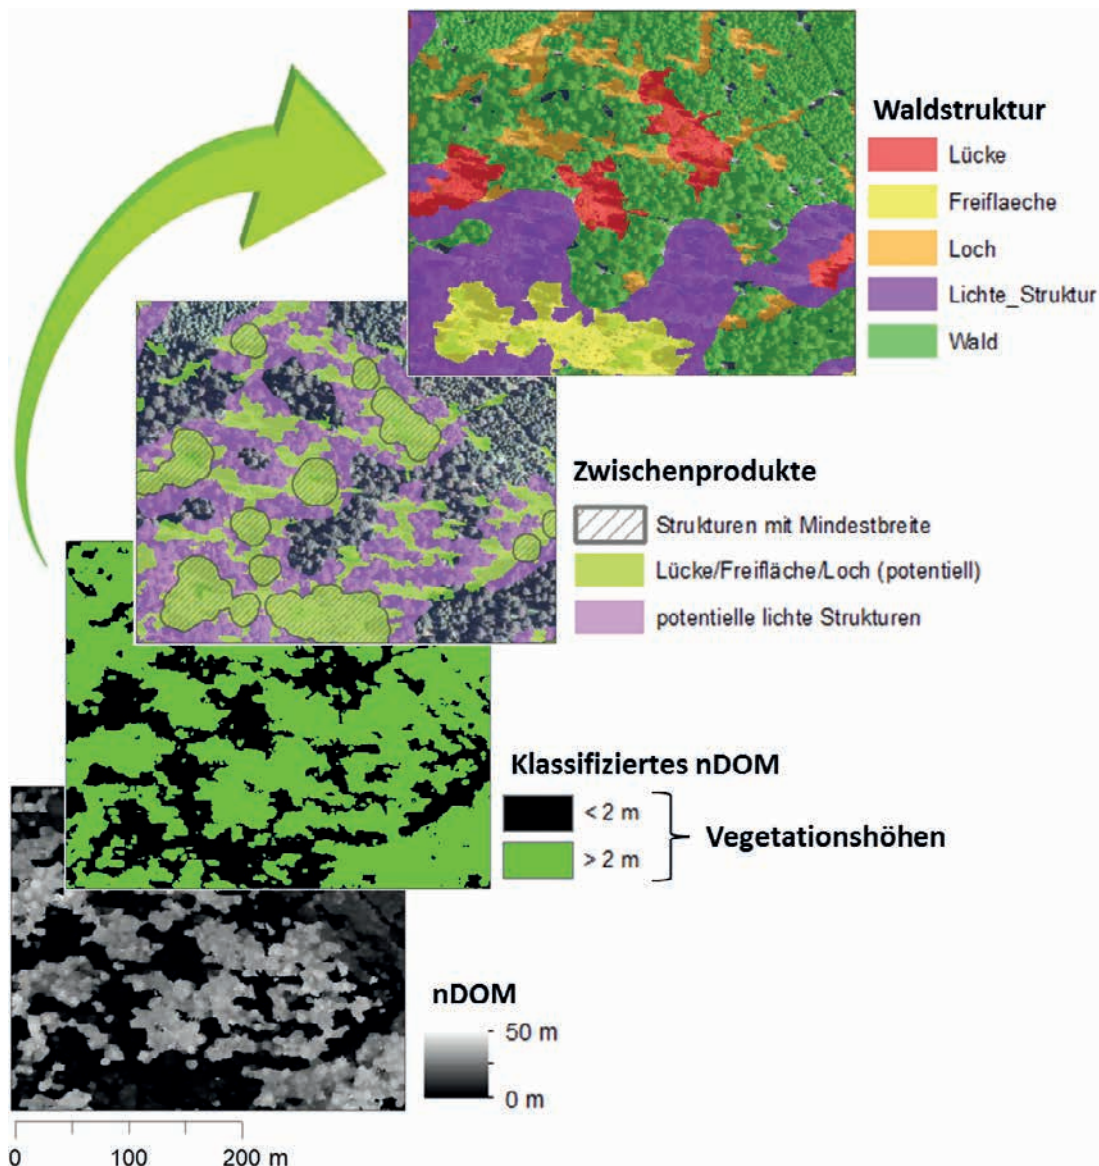 Waldstruktur
Lücke
Freiflaeche
Loch
Lichte_Struktur
Wald
Zwischenprodukte
Strukturen mit Mindestbreite
Lücke/Freifläche/Loch (potentiell)
potentielle lichte Strukturen
Klassifiziertes nDOM
< 2 m
> 2 m
Vegetationshöhen
nDOM
50 m
0 m
0 100 200 m